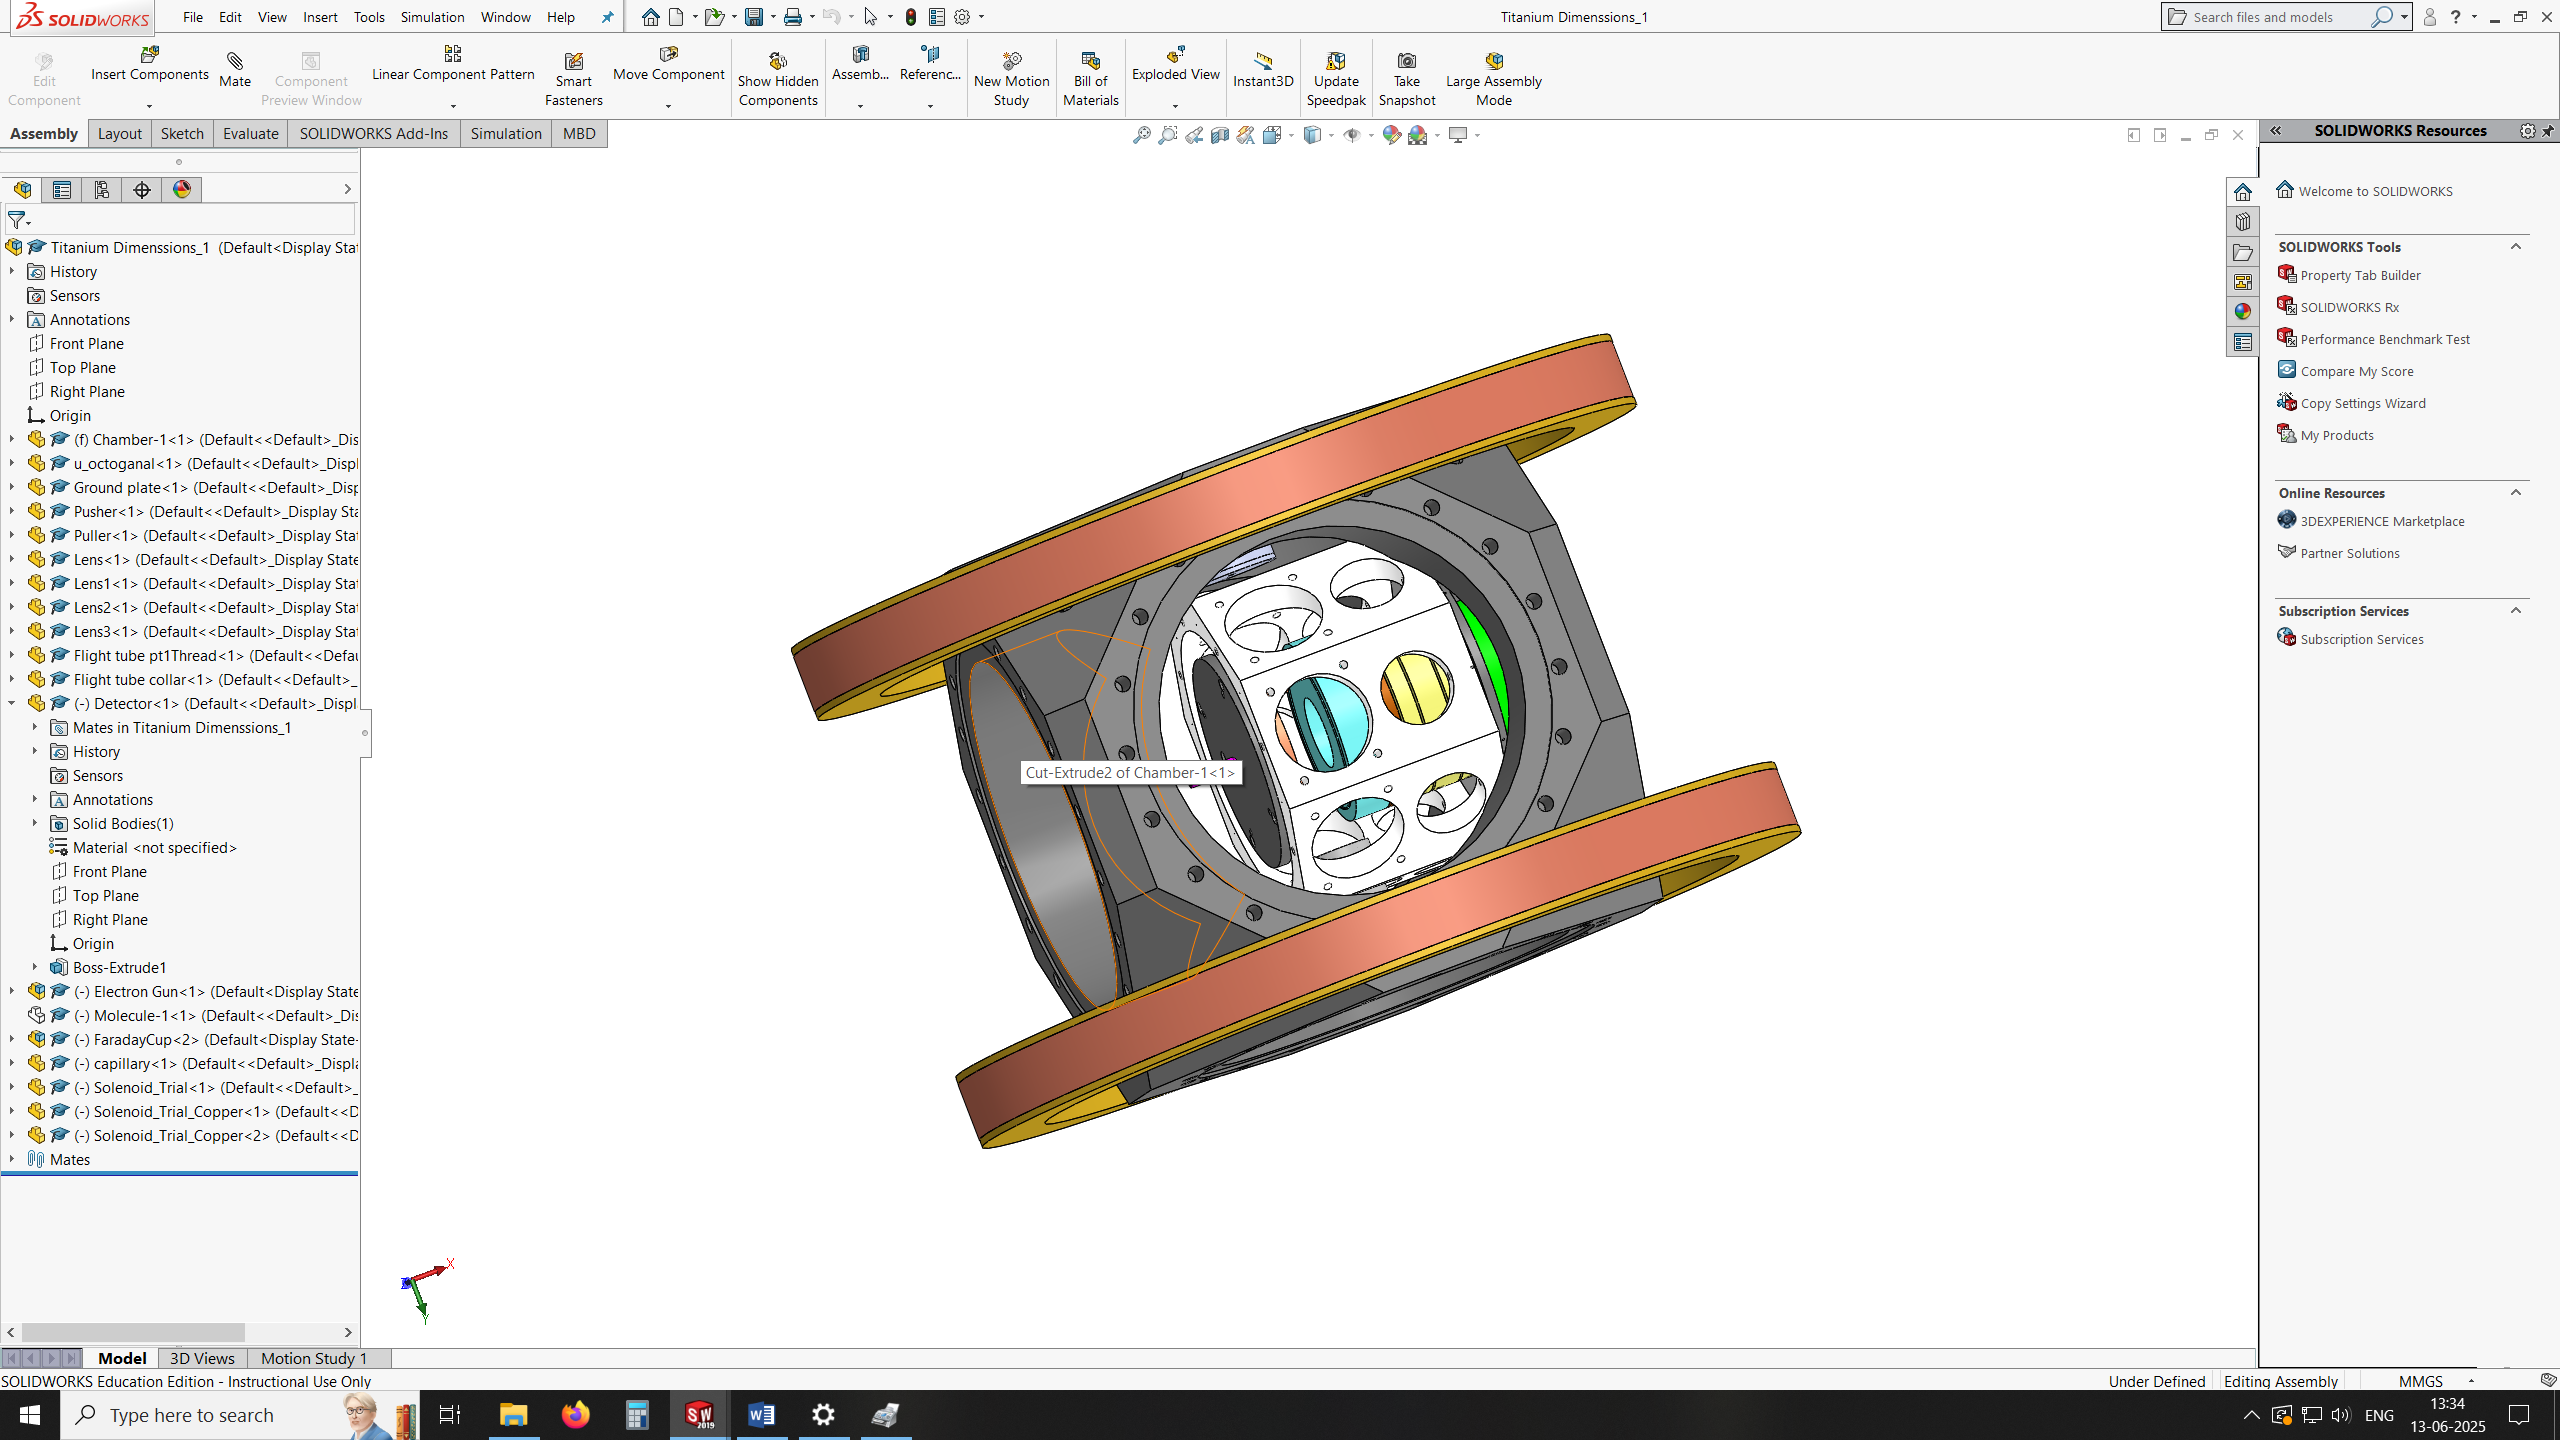 SOLIDWORKS File Edit View Insert Tools Simulation Window Help Titanium Dimenssions_1 Search files and models ?
Edit Component
Insert Components
Mate
Component Preview Window
Linear Component Pattern
Smart Fasteners
Move Component
Show Hidden Components
Assemb...
Referenc...
New Motion Study
Bill of Materials
Exploded View
Instant3D
Update Speedpak
Take Snapshot
Large Assembly Mode
Assembly Layout Sketch Evaluate SOLIDWORKS Add-Ins Simulation MBD
Titanium Dimenssions_1 (Default<Display Sta
History
Sensors
Annotations
Front Plane
Top Plane
Right Plane
Origin
(f) Chamber-1<1> (Default<<Default>_Dis
u_octoganal<1> (Default<<Default>_Displ
Ground plate<1> (Default<<Default>_Disp
Pusher<1> (Default<<Default>_Display Sta
Puller<1> (Default<<Default>_Display Stat
Lens<1> (Default<<Default>_Display State
Lens1<1> (Default<<Default>_Display Stat
Lens2<1> (Default<<Default>_Display Stat
Lens3<1> (Default<<Default>_Display Stat
Flight tube pt1Thread<1> (Default<<Defau
Flight tube collar<1> (Default<<Default>_
(-) Detector<1> (Default<<Default>_Displ
Mates in Titanium Dimenssions_1
History
Sensors
Annotations
Solid Bodies(1)
Material <not specified>
Front Plane
Top Plane
Right Plane
Origin
Boss-Extrude1
(-) Electron Gun<1> (Default<Display State
(-) Molecule-1<1> (Default<<Default>_Dis
(-) FaradayCup<2> (Default<Display State-
(-) capillary<1> (Default<<Default>_Displa
(-) Solenoid_Trial<1> (Default<<Default>_
(-) Solenoid_Trial_Copper<1> (Default<<D
(-) Solenoid_Trial_Copper<2> (Default<<D
Mates
Cut-Extrude2 of Chamber-1<1>
X
Y
Z
SOLIDWORKS Resources
Welcome to SOLIDWORKS
SOLIDWORKS Tools
Property Tab Builder
SOLIDWORKS Rx
Performance Benchmark Test
Compare My Score
Copy Settings Wizard
My Products
Online Resources
3DEXPERIENCE Marketplace
Partner Solutions
Subscription Services
Subscription Services
Model 3D Views Motion Study 1
SOLIDWORKS Education Edition - Instructional Use Only Under Defined Editing Assembly MMGS
Type here to search SW 2019 ENG 13:34
13-06-2025